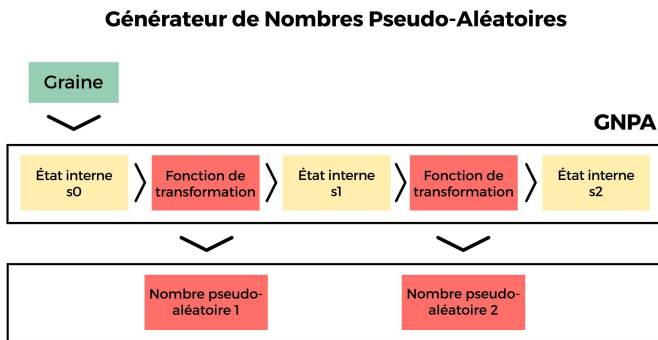 Générateur de Nombres Pseudo-Aléatoires
Graine
GNPA
État interne
s0
Fonction de
transformation
État interne
s1
Fonction de
transformation
État interne
s2
Nombre pseudo-
aléatoire 1
Nombre pseudo-
aléatoire 2